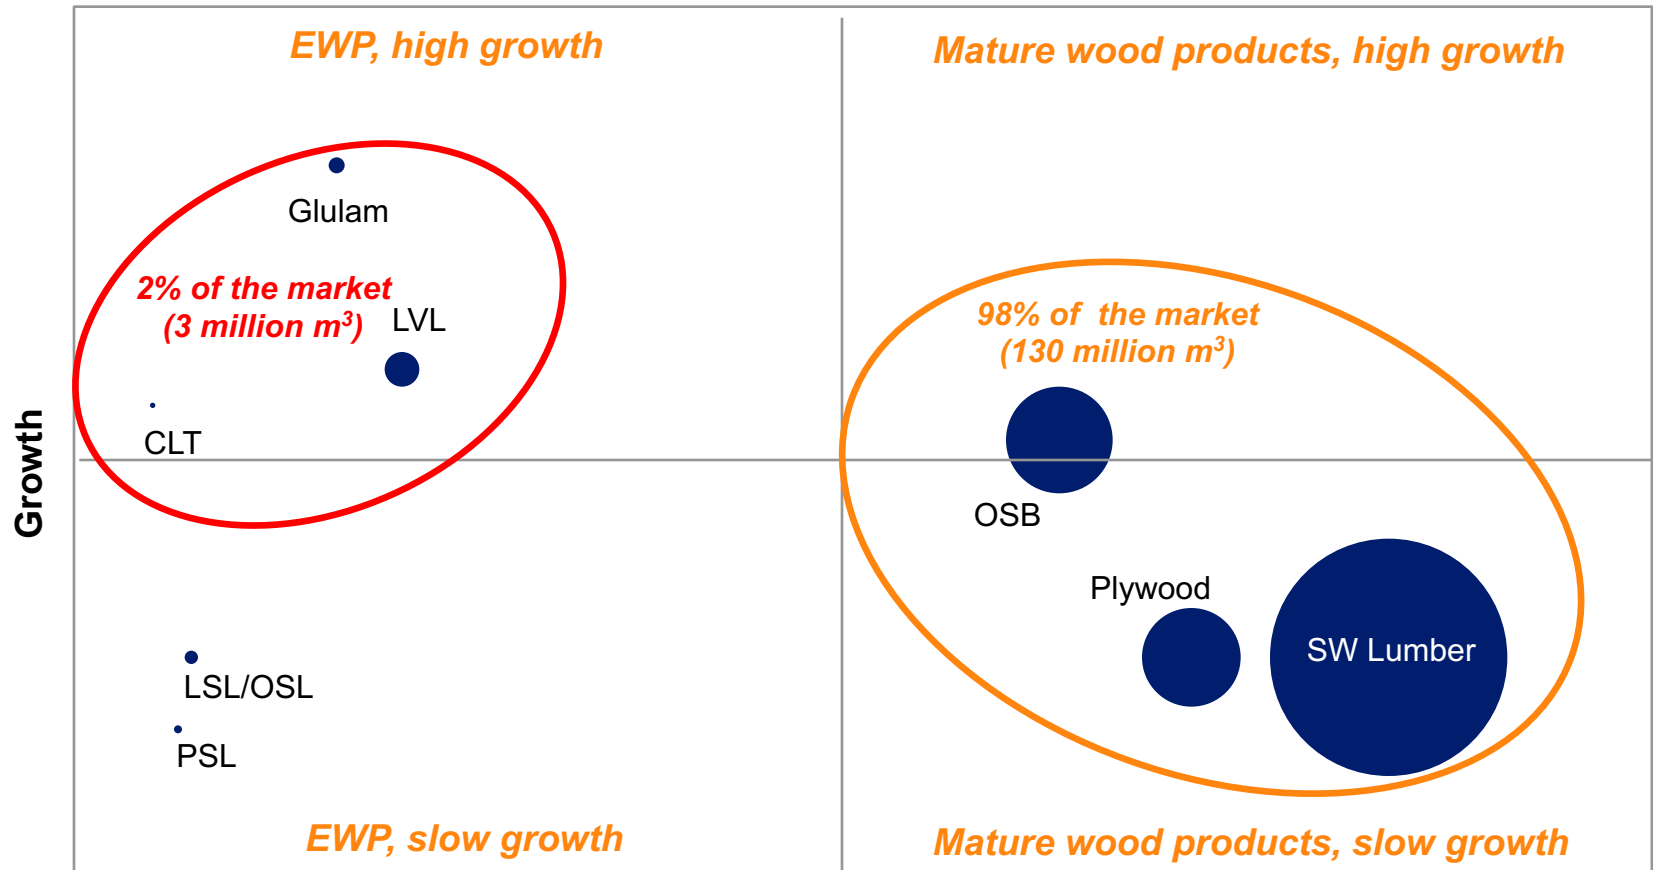 EWP, high growth
Mature wood products, high growth
Glulam
2% of the market
(3 million m³)
LVL
98% of the market
(130 million m³)
CLT
Growth
OSB
Plywood
SW Lumber
LSL/OSL
PSL
EWP, slow growth
Mature wood products, slow growth